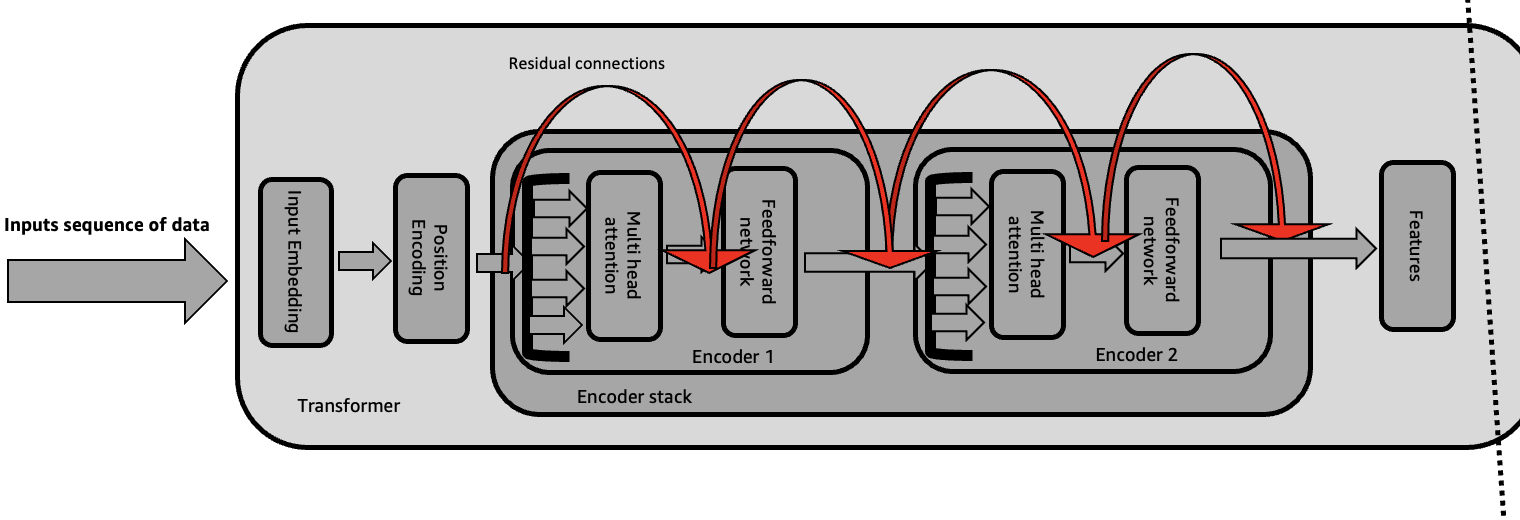 Residual connections
Inputs sequence of data
Input Embedding
Position
Encoding
Multi head
attention
Feedforward
network
Encoder 1
Multi head
attention
Feedforward
network
Encoder 2
Features
Encoder stack
Transformer